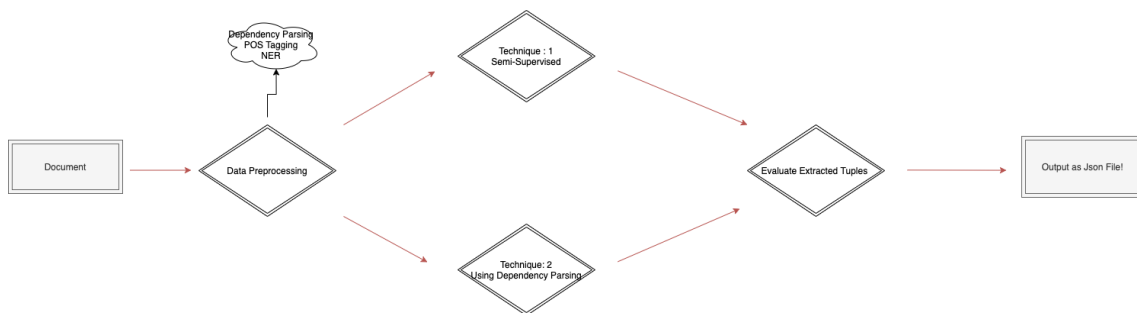 Dependency Parsing
POS Tagging
NER
Technique : 1
Semi-Supervised
Document
Data Preprocessing
Evaluate Extracted Tuples
Output as Json File!
Technique: 2
Using Dependency Parsing